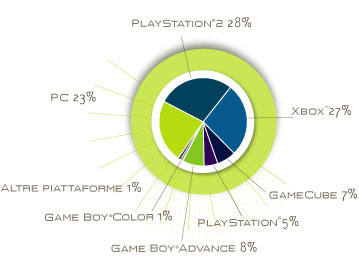 PLAYSTATION®2 28%
PC 23%
XBOX™27%
ALTRE PIATTAFORME 1%
GAMECUBE 7%
GAME BOY®COLOR 1%
PLAYSTATION®5%
GAME BOY®ADVANCE 8%